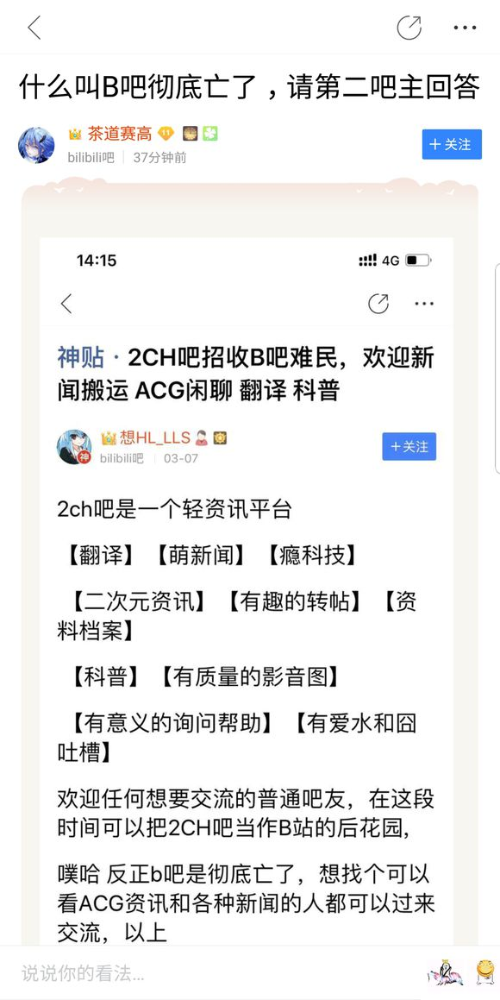 什么叫B吧彻底亡了，请第二吧主回答
茶道赛高 11
bilibili吧 37分钟前
+ 关注
14:15
4G
神贴 · 2CH吧招收B吧难民，欢迎新
闻搬运 ACG闲聊 翻译 科普
想HL_LLS
神
bilibili吧 03-07
+关注
2ch吧是一个轻资讯平台
【翻译】【萌新闻】【瘾科技】
【二次元资讯】【有趣的转帖】【资
料档案】
【科普】【有质量的影音图】
【有意义的询问帮助】【有爱水和囧
吐槽】
欢迎任何想要交流的普通吧友，在这段
时间可以把2CH吧当作B站的后花园,
噗哈 反正b吧是彻底亡了，想找个可以
看ACG资讯和各种新闻的人都可以过来
交流，以上
说说你的看法...